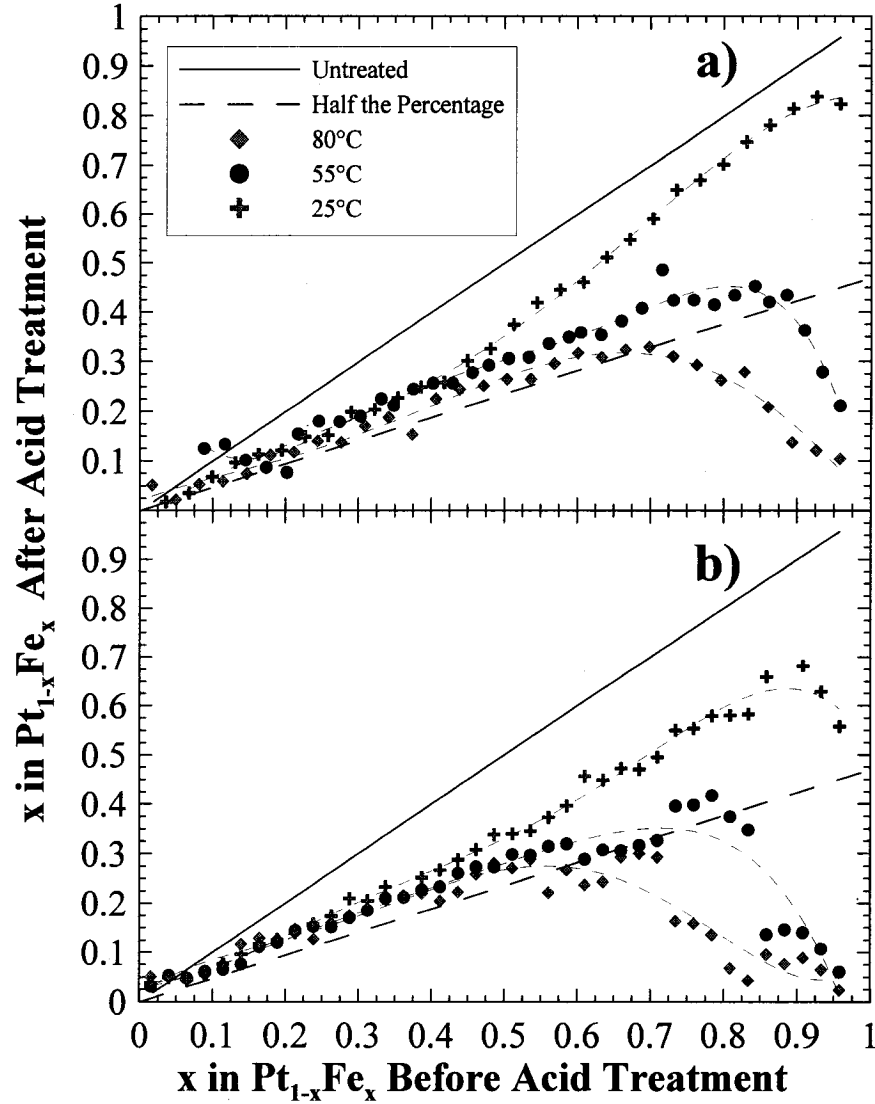 x in Pt1-xFex After Acid Treatment
1
0.9
0.8
0.7
0.6
0.5
0.4
0.3
0.2
0.1
a)
Untreated
Half the Percentage
80°C
55°C
25°C
b)
0.9
0.8
0.7
0.6
0.5
0.4
0.3
0.2
0.1
0
0 0.1 0.2 0.3 0.4 0.5 0.6 0.7 0.8 0.9 1
x in Pt1-xFex Before Acid Treatment